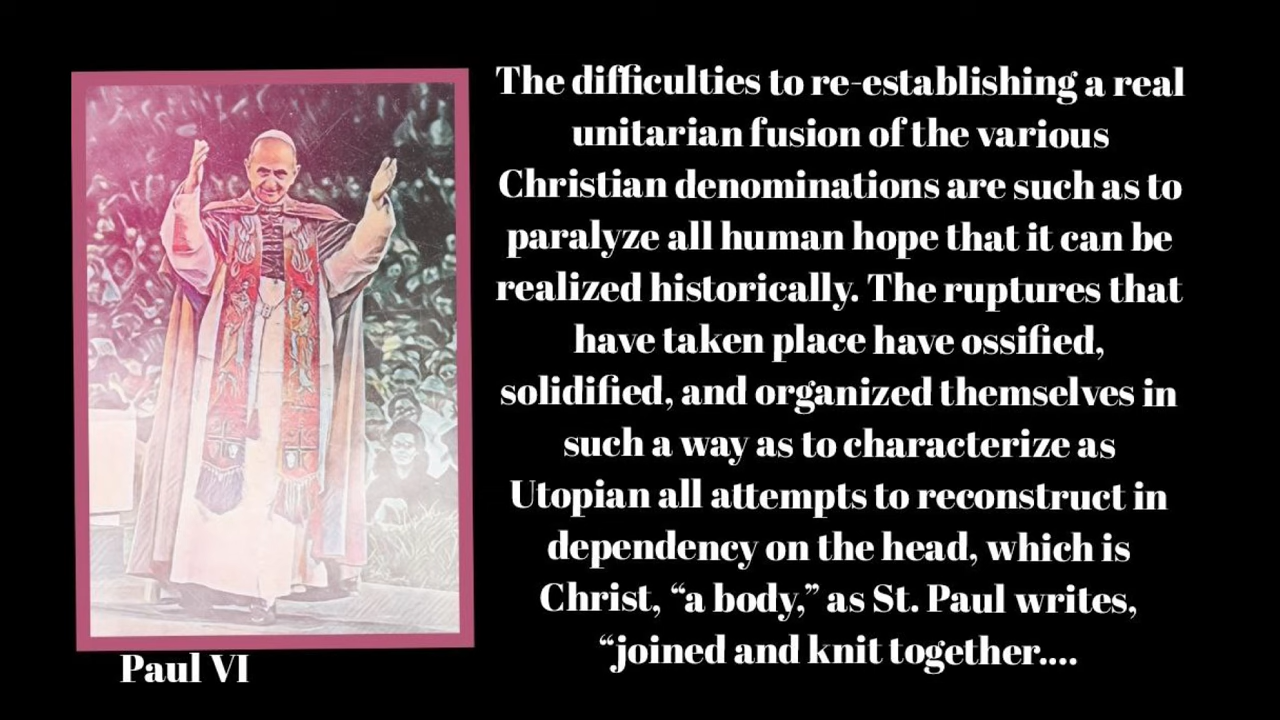 The difficulties to re-establishing a real
unitarian fusion of the various
Christian denominations are such as to
paralyze all human hope that it can be
realized historically. The ruptures that
have taken place have ossified,
solidified, and organized themselves in
such a way as to characterize as
Utopian all attempts to reconstruct in
dependency on the head, which is
Christ, “a body,” as St. Paul writes,
“joined and knit together....
Paul VI